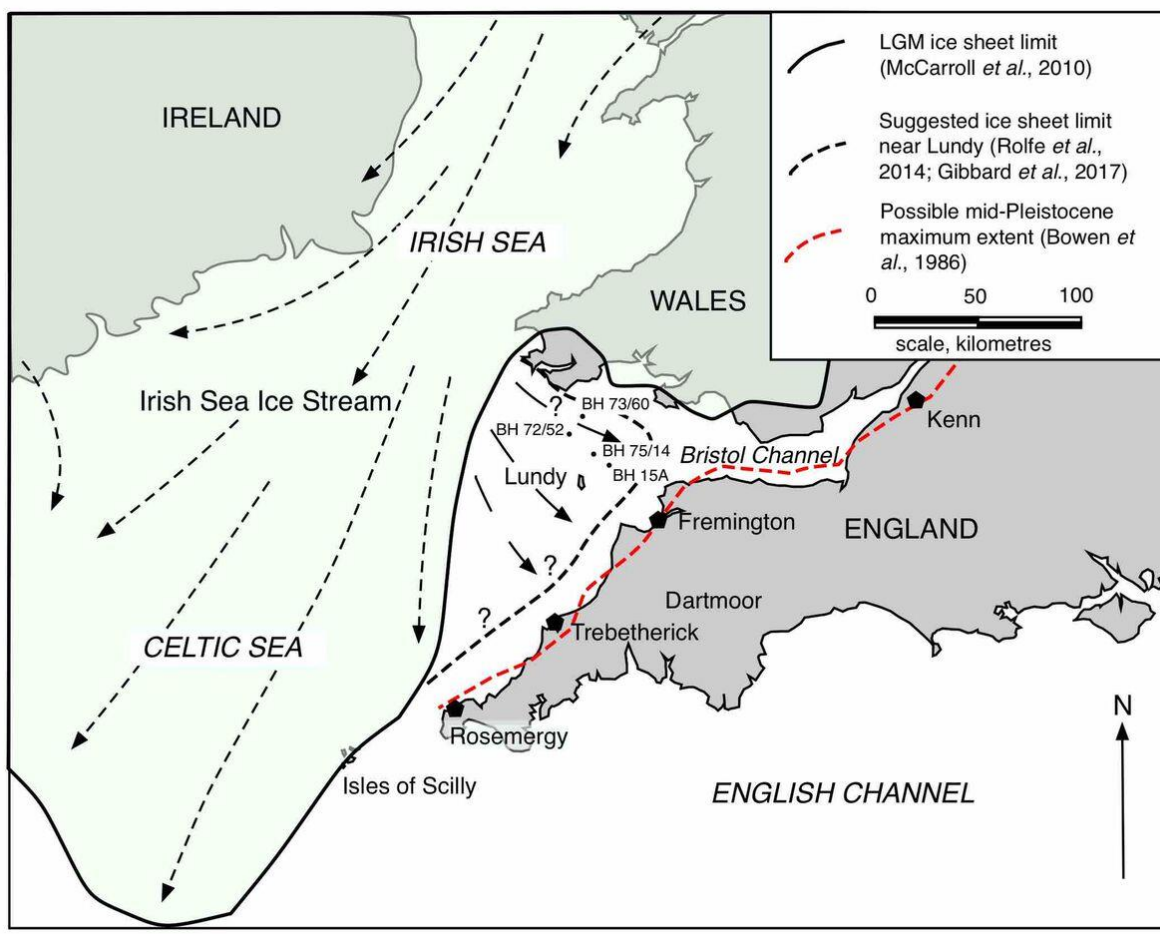 LGM ice sheet limit
(McCarroll et al., 2010)
Suggested ice sheet limit
near Lundy (Rolfe et al.,
2014; Gibbard et al., 2017)
Possible mid-Pleistocene
maximum extent (Bowen et
al., 1986)
0 50 100
scale, kilometres
IRELAND
IRISH SEA
WALES
Irish Sea Ice Stream
?
BH 73/60
BH 72/52
BH 75/14
BH 15A
Lundy
Bristol Channel
Kenn
Fremington
ENGLAND
?
Dartmoor
?
Trebetherick
CELTIC SEA
Rosemergy
Isles of Scilly
ENGLISH CHANNEL
N